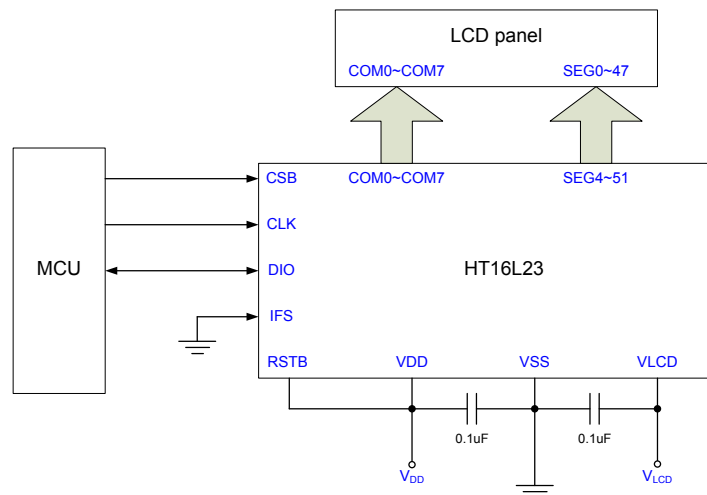 LCD panel
COM0~COM7 SEG0~47
CSB COM0~COM7 SEG4~51
CLK
MCU DIO HT16L23
IFS
RSTB VDD VSS VLCD
0.1uF 0.1uF
VDD VLCD